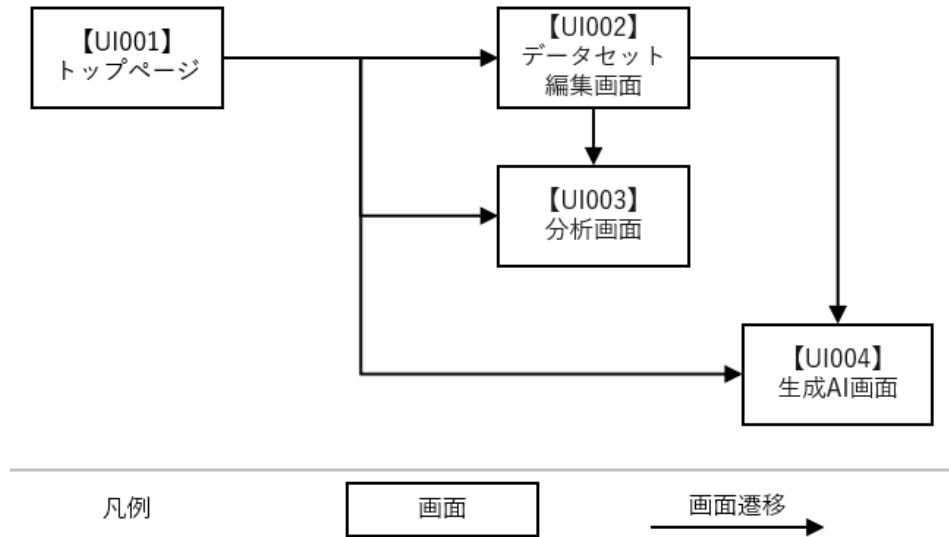 【UI001】
トップページ
【UI002】
データセット
編集画面
【UI003】
分析画面
【UI004】
生成AI画面
凡例
画面
画面遷移